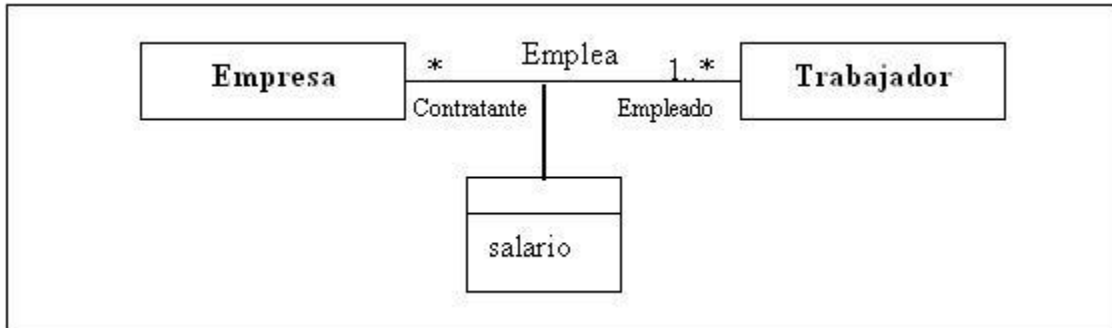 Empresa
*
Emplea
1..*
Trabajador
Contratante
Empleado
salario